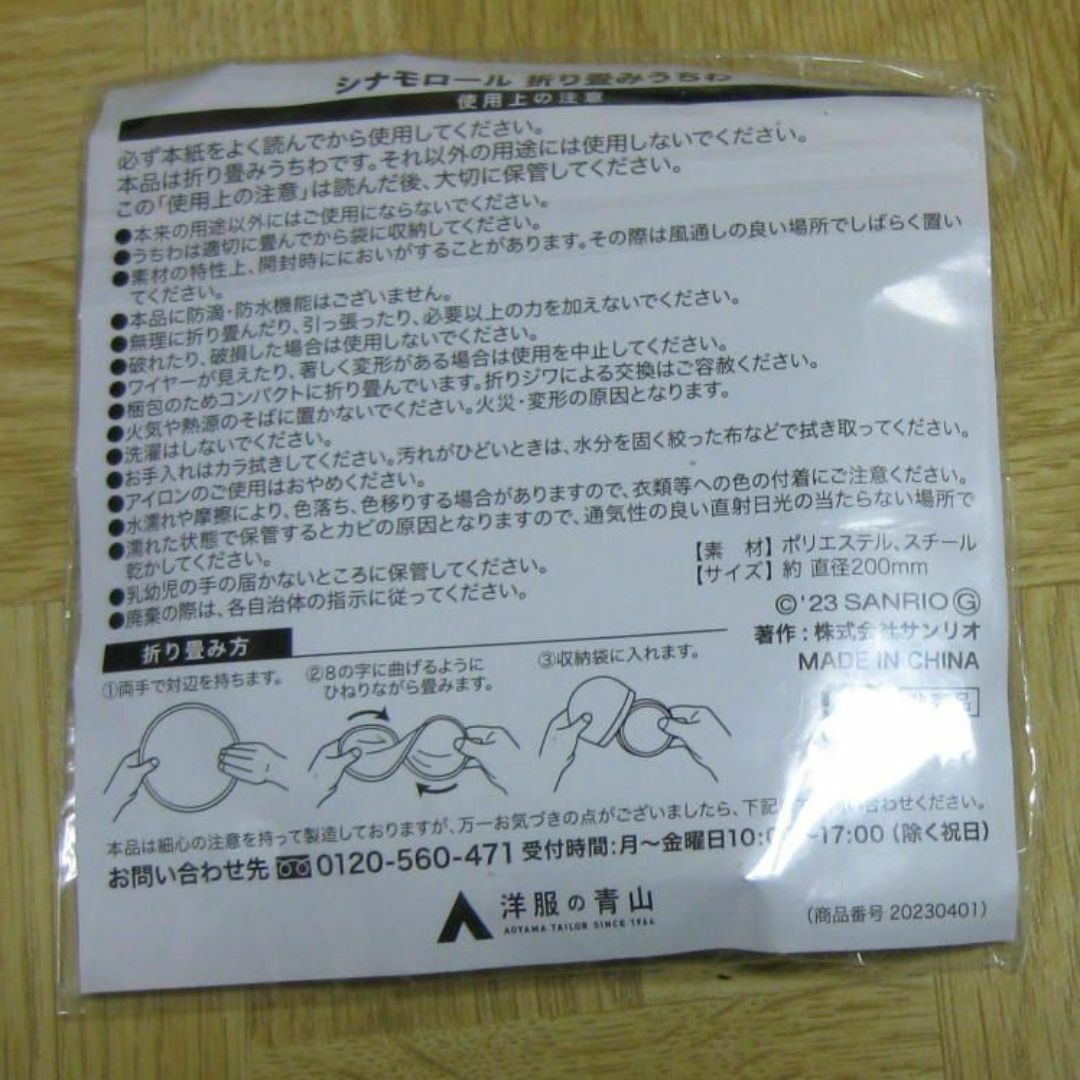 シナモロール 折り畳みうちわ
使用上の注意
必ず本紙をよく読んでから使用してください。
本品は折り畳みうちわです。それ以外の用途には使用しないでください。
この「使用上の注意」は読んだ後、大切に保管してください。
●本来の用途以外にはご使用にならないでください。
●うちわは適切に畳んでから袋に収納してください。
●素材の特性上、開封時ににおいがすることがあります。その際は風通しの良い場所でしばらく置い
てください。
●本品に防滴・防水機能はございません。
●無理に折り畳んだり、引っ張ったり、必要以上の力を加えないでください。
●破れたり、破損した場合は使用しないでください。
●ワイヤーが見えたり、著しく変形がある場合は使用を中止してください。
●梱包のためコンパクトに折り畳んでいます。折りジワによる交換はご容赦ください。
●火気や熱源のそばに置かないでください。火災・変形の原因となります。
●洗濯はしないでください。
●お手入れはカラ拭きしてください。汚れがひどいときは、水分を固く絞った布などで拭き取ってください。
●アイロンのご使用はおやめください。
●水濡れや摩擦により、色落ち、色移りする場合がありますので、衣類等への色の付着にご注意ください。
●濡れた状態で保管するとカビの原因となりますので、通気性の良い直射日光の当たらない場所で
乾かしてください。
●乳幼児の手の届かないところに保管してください。
●廃棄の際は、各自治体の指示に従ってください。
【素 材】ポリエステル、スチール
【サイズ】約 直径200mm
©'23 SANRIO Ⓖ
著作:株式会社サンリオ
MADE IN CHINA
折り畳み方
①両手で対辺を持ちます。
②8の字に曲げるように
ひねりながら畳みます。
③収納袋に入れます。
本品は細心の注意を持って製造しておりますが、万一お気づきの点がございましたら、下記 い合わせください。
お問い合わせ先 0120-560-471 受付時間:月～金曜日10: ～17:00(除く祝日)
洋服の青山
AOYAMA TAILOR SINCE 1964
(商品番号 20230401)